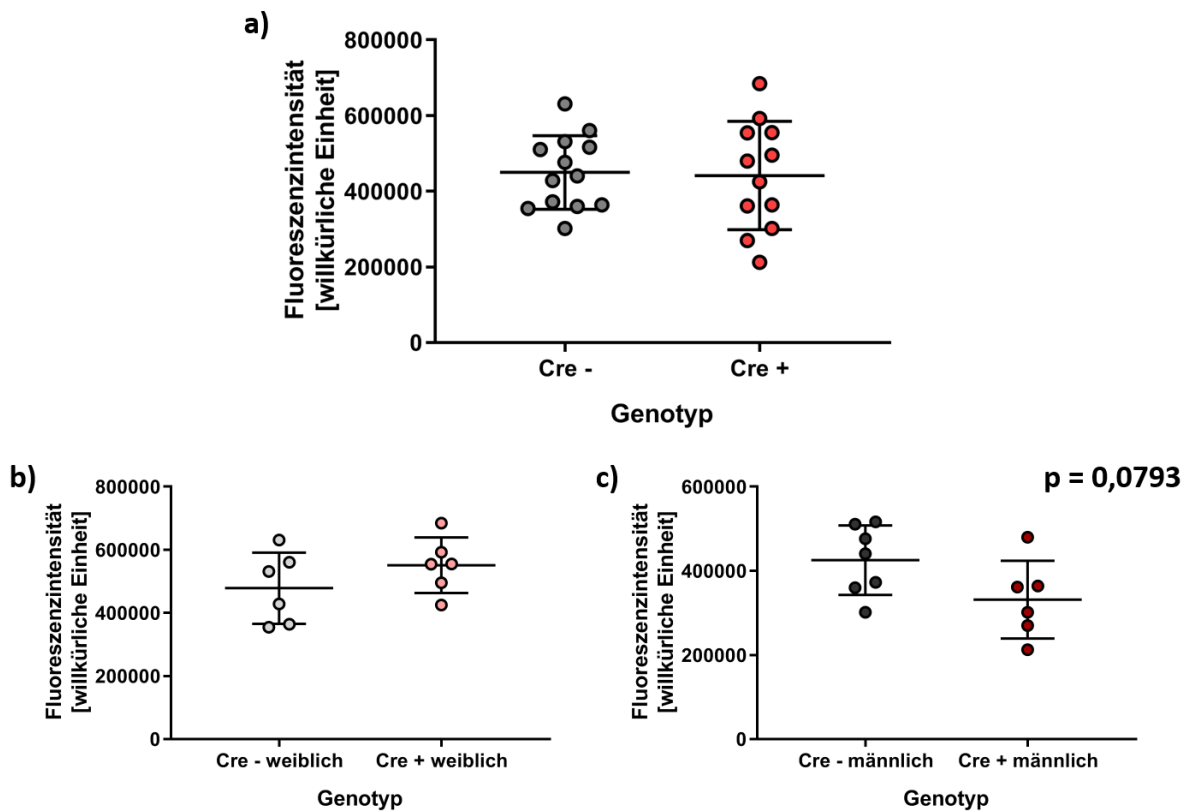 a)
Fluoreszenzintensität
[willkürliche Einheit]
800000
600000
400000
200000
0
Cre -
Cre +
Genotyp
b)
Fluoreszenzintensität
[willkürliche Einheit]
800000
600000
400000
200000
0
Cre - weiblich
Cre + weiblich
Genotyp
c)
p = 0,0793
Fluoreszenzintensität
[willkürliche Einheit]
600000
400000
200000
0
Cre - männlich
Cre + männlich
Genotyp